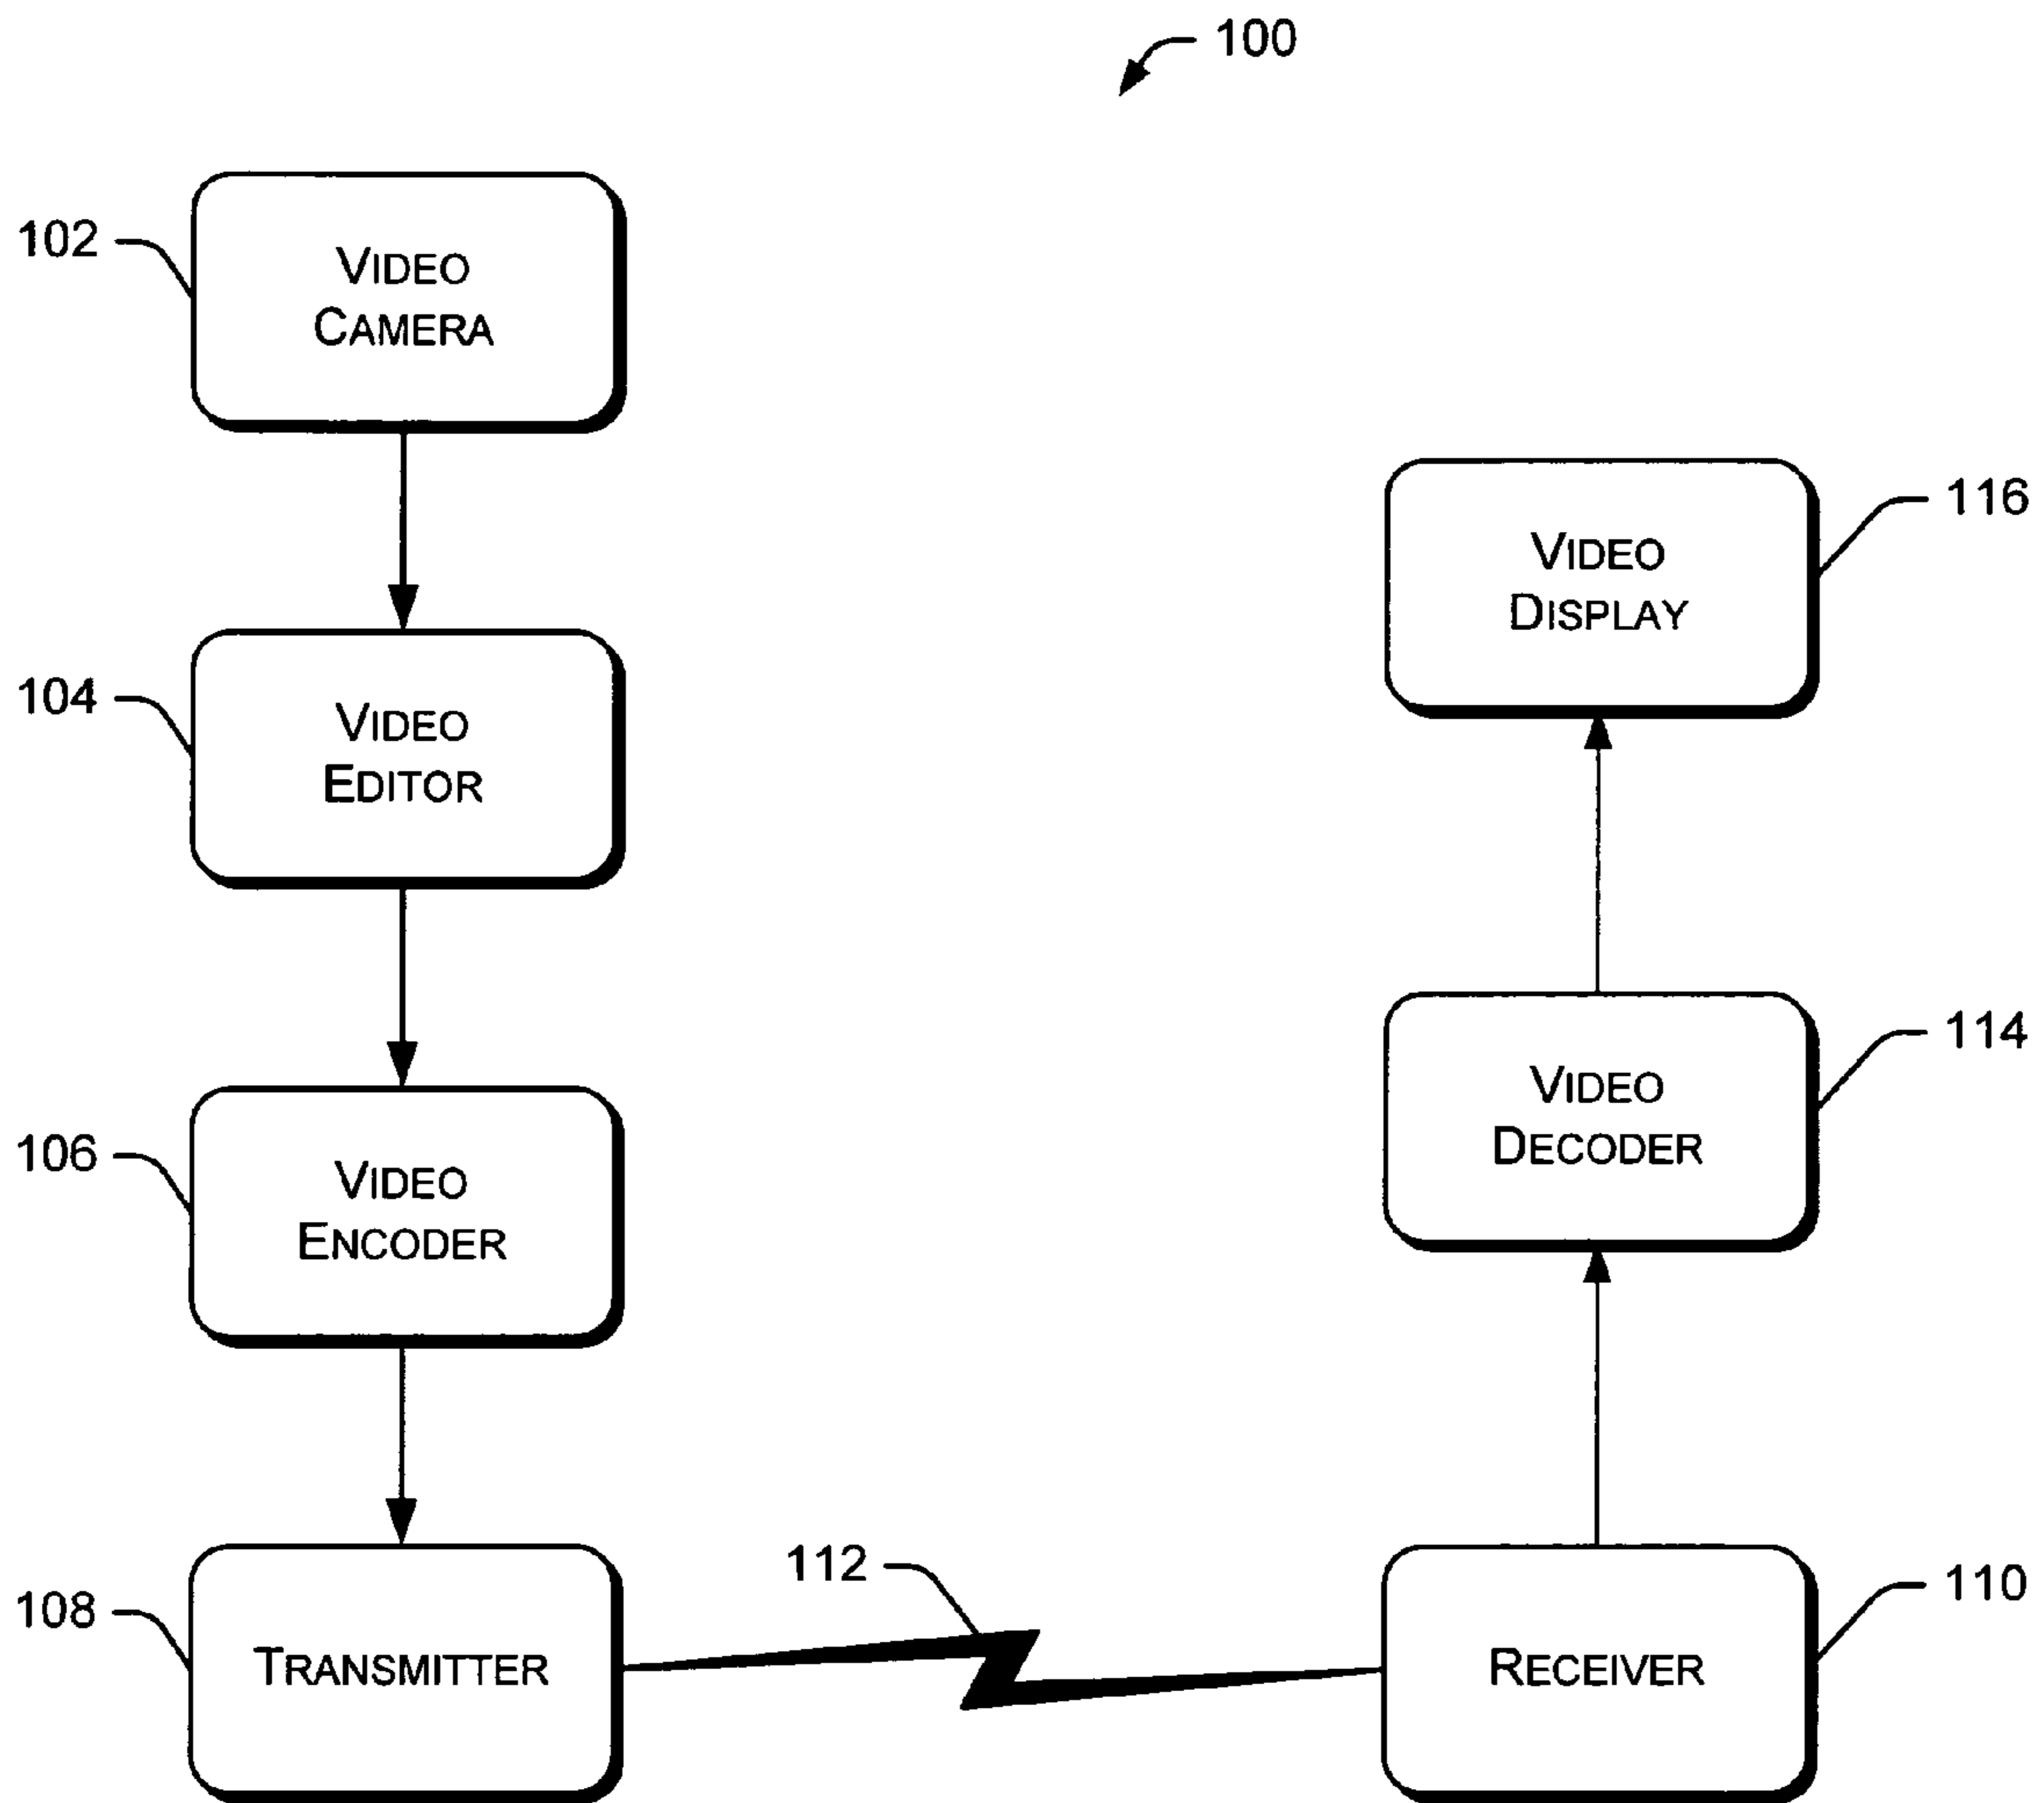 100
102
VIDEO
CAMERA
104
VIDEO
EDITOR
106
VIDEO
ENCODER
108
TRANSMITTER
112
116
VIDEO
DISPLAY
114
VIDEO
DECODER
110
RECEIVER